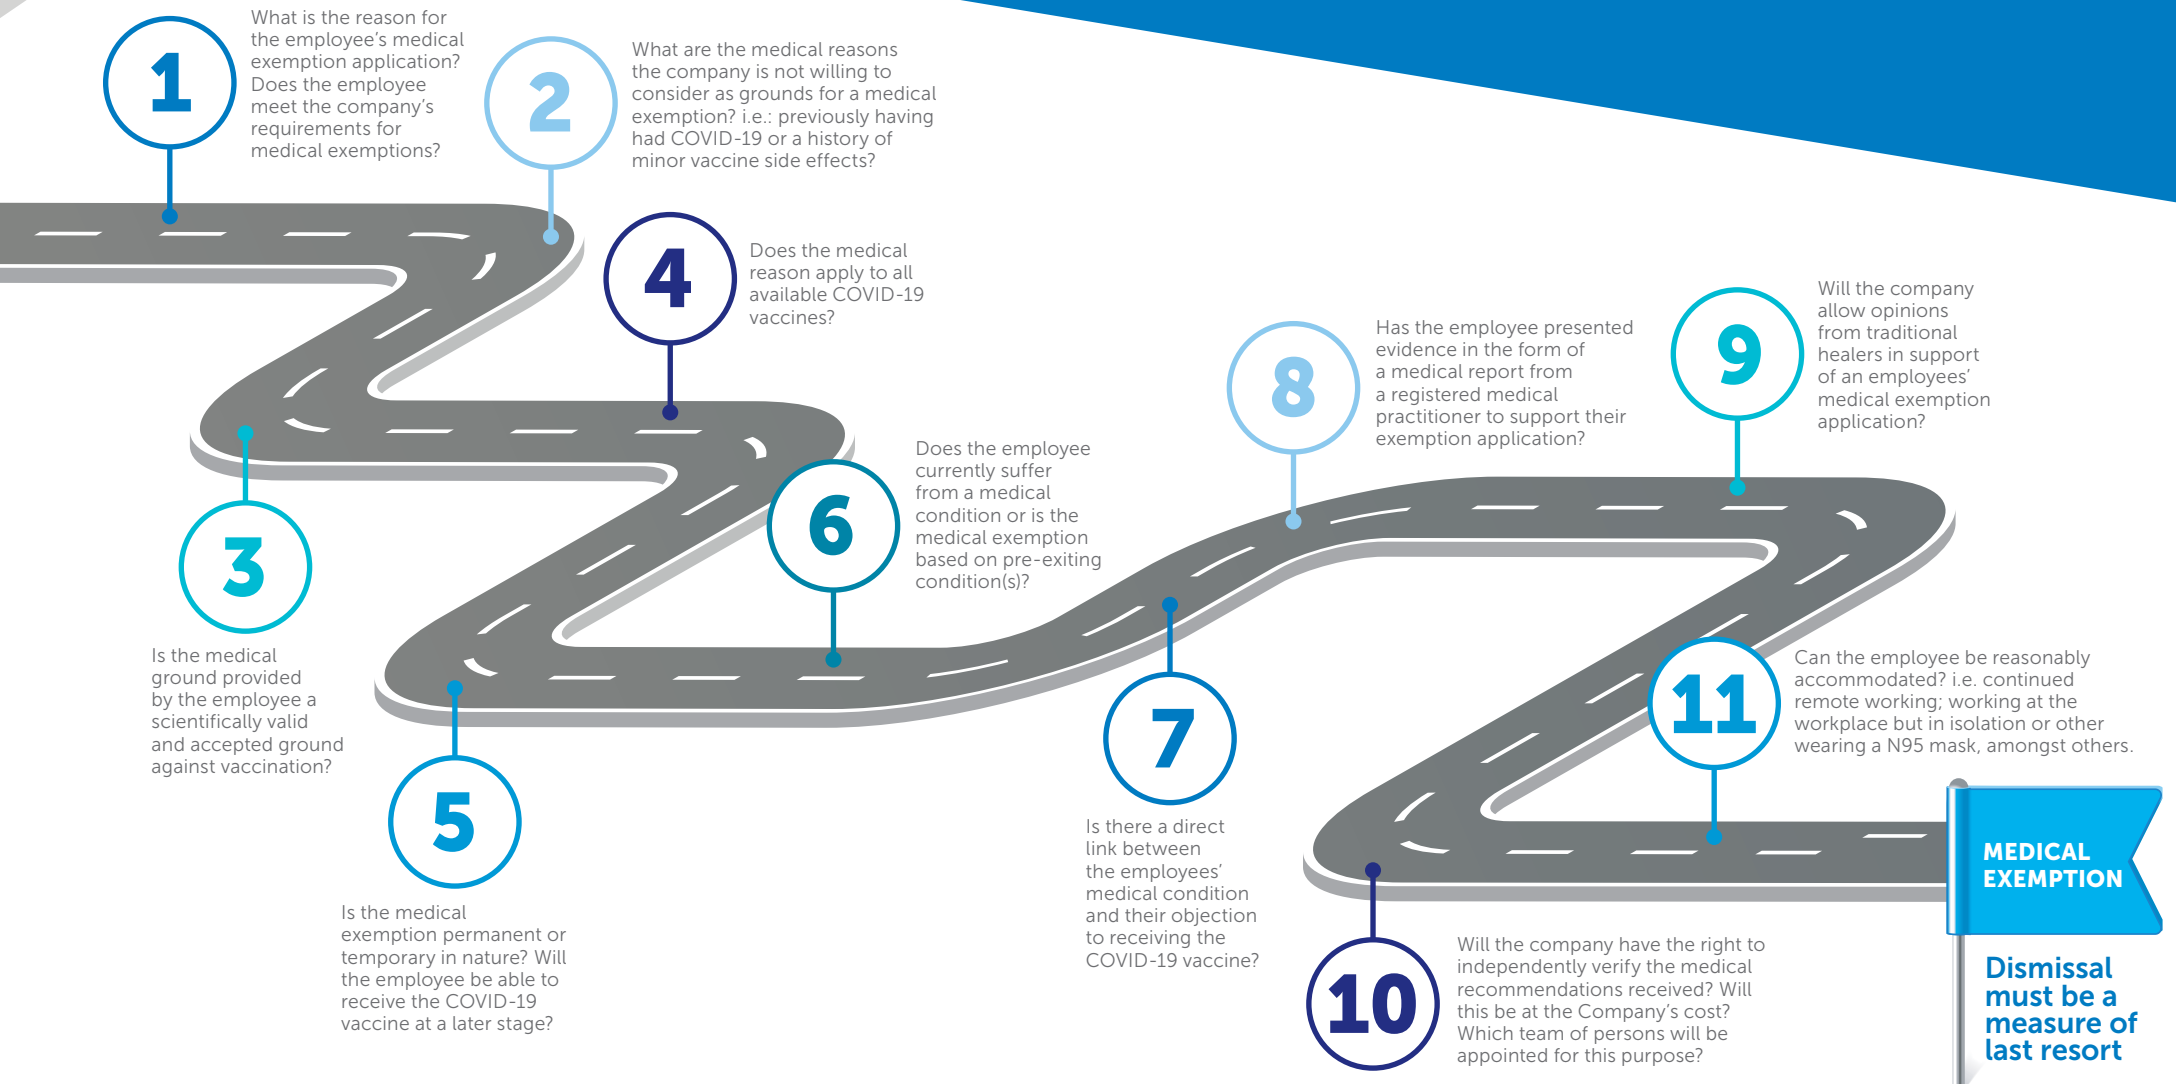 1
What is the reason for
the employee's medical
exemption application?
Does the employee
meet the company's
requirements for
medical exemptions?
2
What are the medical reasons
the company is not willing to
consider as grounds for a medical
exemption? i.e.: previously having
had COVID-19 or a history of
minor vaccine side effects?
3
Is the medical
ground provided
by the employee a
scientifically valid
and accepted ground
against vaccination?
4
Does the medical
reason apply to all
available COVID-19
vaccines?
5
Is the medical
exemption permanent or
temporary in nature? Will
the employee be able to
receive the COVID-19
vaccine at a later stage?
6
Does the employee
currently suffer
from a medical
condition or is the
medical exemption
based on pre-exiting
condition(s)?
7
Is there a direct
link between
the employees'
medical condition
and their objection
to receiving the
COVID-19 vaccine?
8
Has the employee presented
evidence in the form of
a medical report from
a registered medical
practitioner to support their
exemption application?
9
Will the company
allow opinions
from traditional
healers in support
of an employees'
medical exemption
application?
10
Will the company have the right to
independently verify the medical
recommendations received? Will
this be at the Company's cost?
Which team of persons will be
appointed for this purpose?
11
Can the employee be reasonably
accommodated? i.e. continued
remote working; working at the
workplace but in isolation or other
wearing a N95 mask, amongst others.
MEDICAL
EXEMPTION
Dismissal
must be a
measure of
last resort